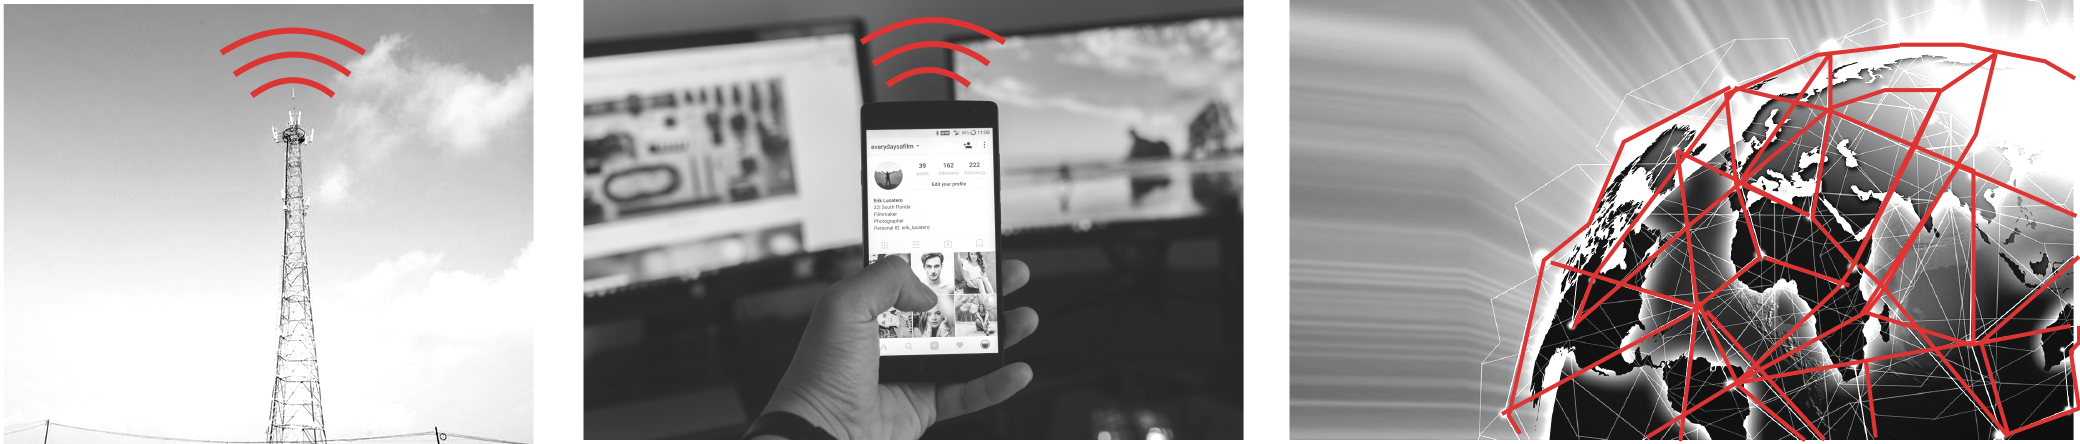 11:00
everydaysafilm
39 162 222
posts followers following
Edit your profile
Erik Lucatero
22| South Florida
Filmmaker
Photographer
Personal IG: erik_lucatero